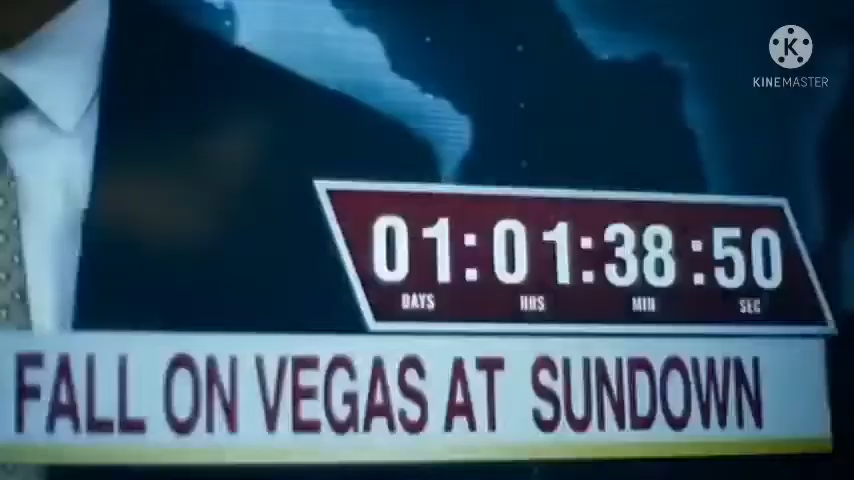 K
KINEMASTER
01:01:38:50
DAYS HRS MIN SEC
FALL ON VEGAS AT SUNDOWN